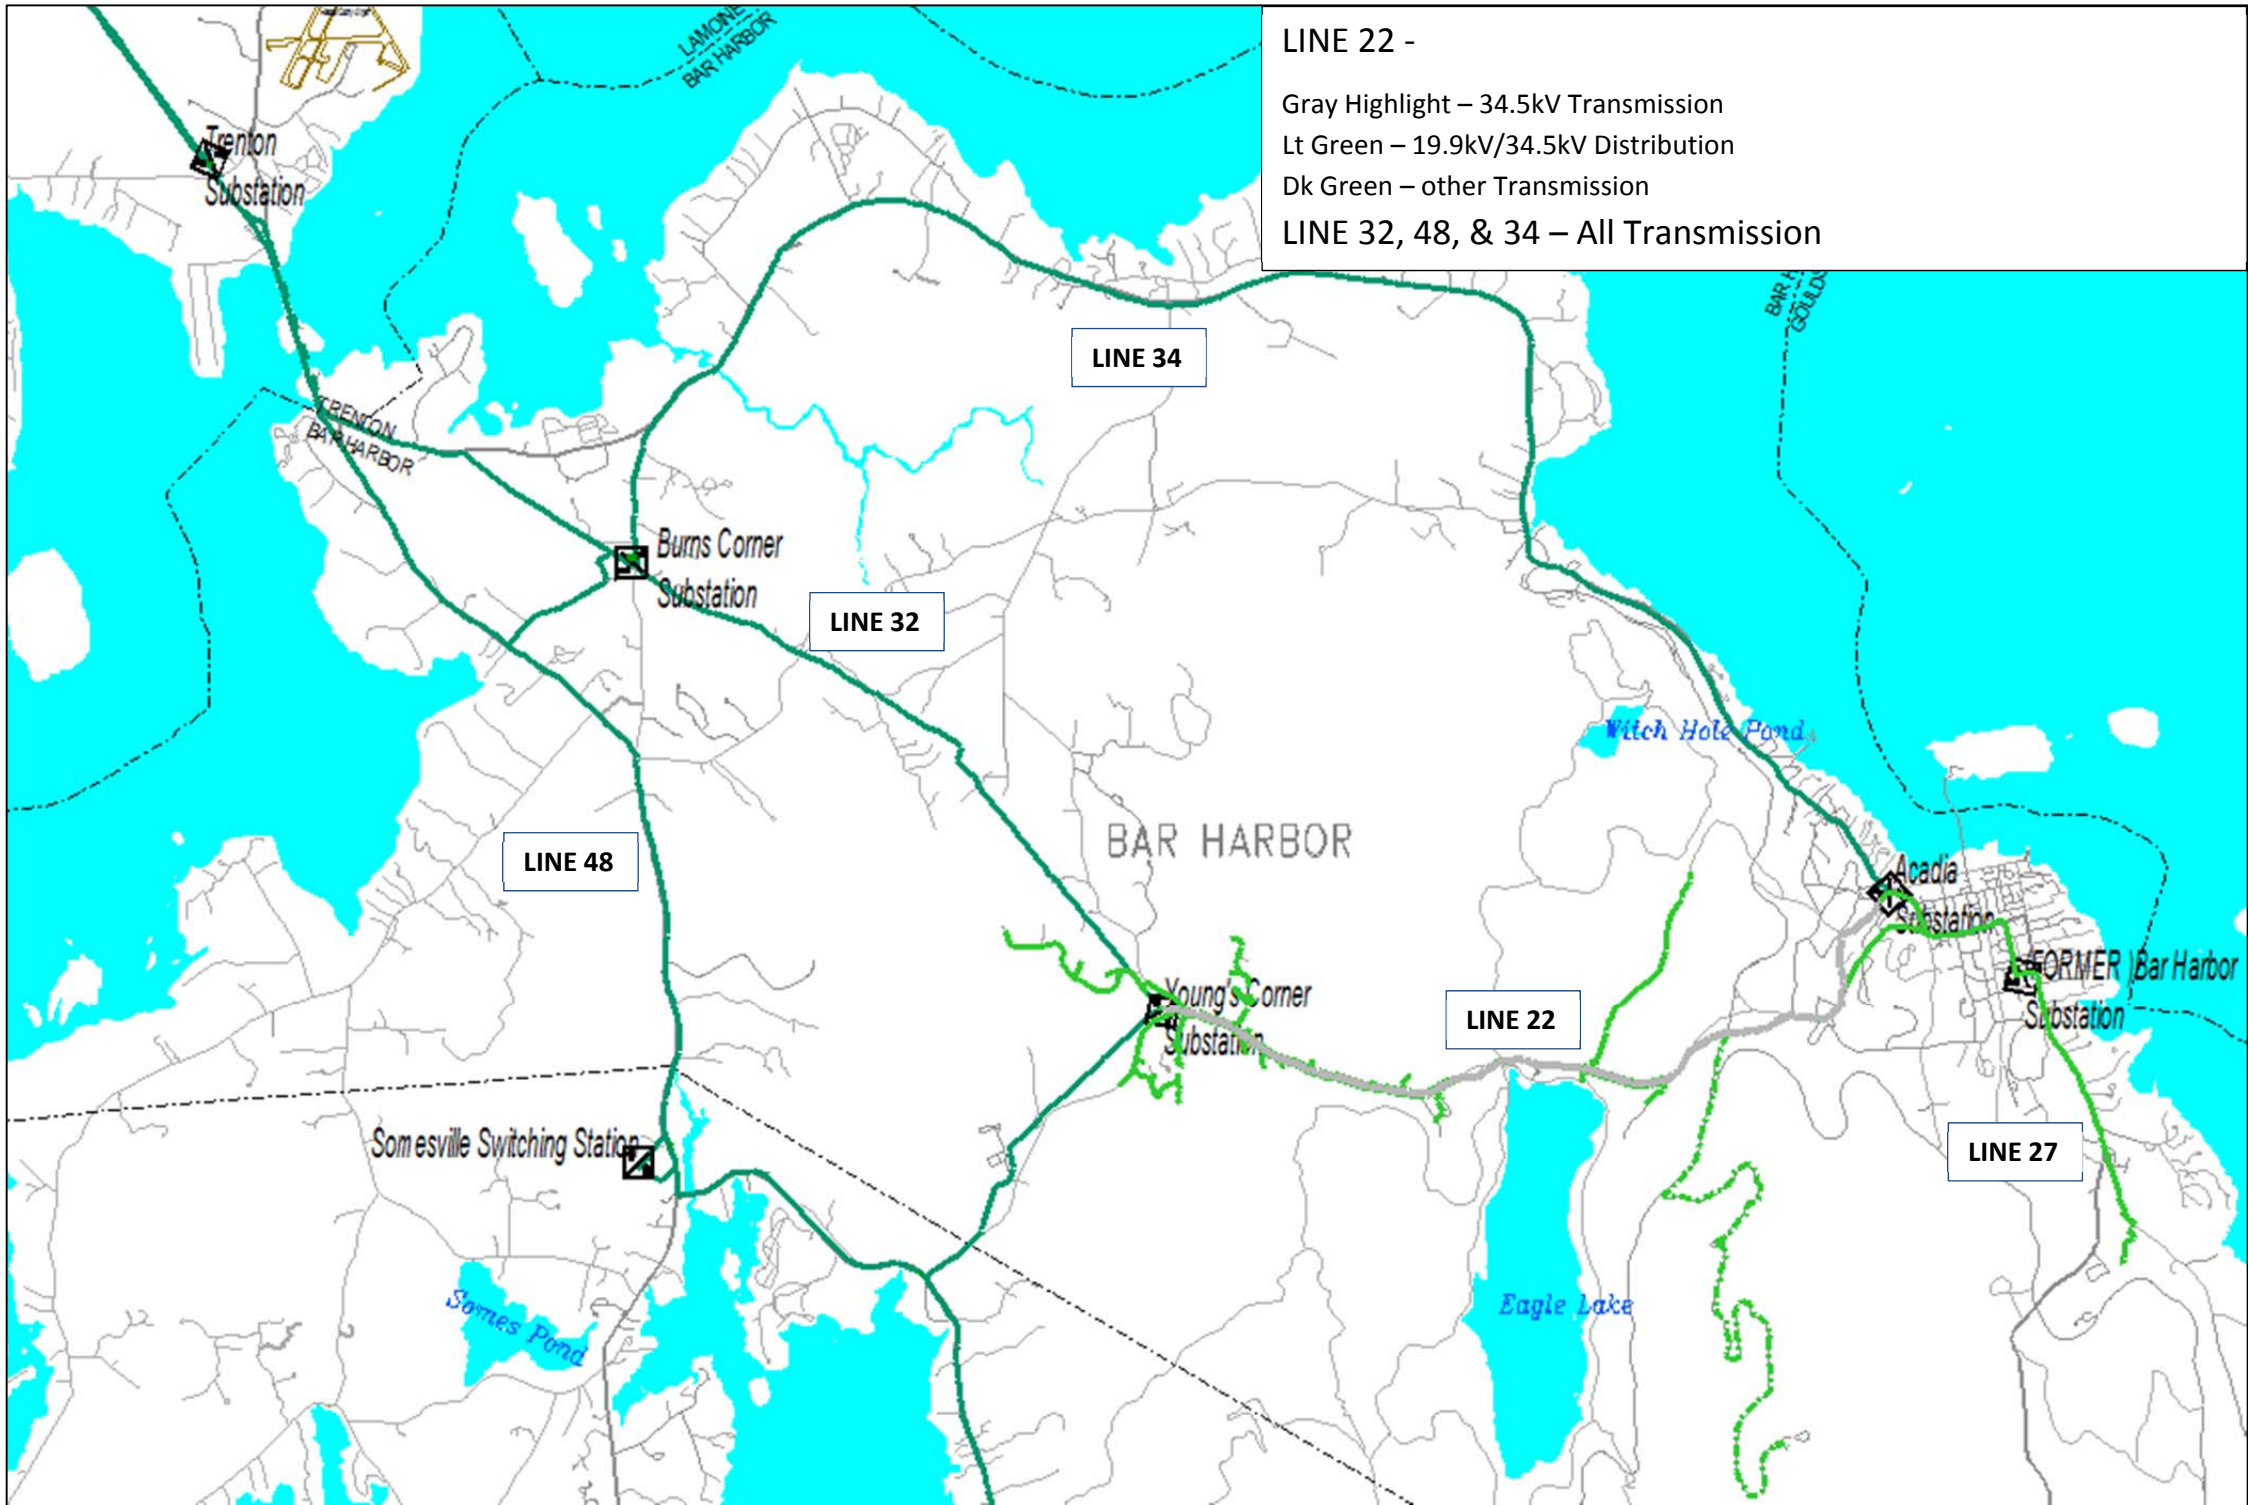 LINE 22 -
Gray Highlight – 34.5kV Transmission
Lt Green – 19.9kV/34.5kV Distribution
Dk Green – other Transmission
LINE 32, 48, & 34 – All Transmission
BAR HARBOR
Trenton
Substation
LINE 34
TRENTON
BAR HARBOR
Burns Corner
Substation
LINE 32
Witch Hole Pond
BAR HARBOR
LINE 48
Acadia
Substation
(FORMER) Bar Harbor
Substation
Young's Corner
Substation
LINE 22
Somesville Switching Station
LINE 27
Somes Pond
Eagle Lake